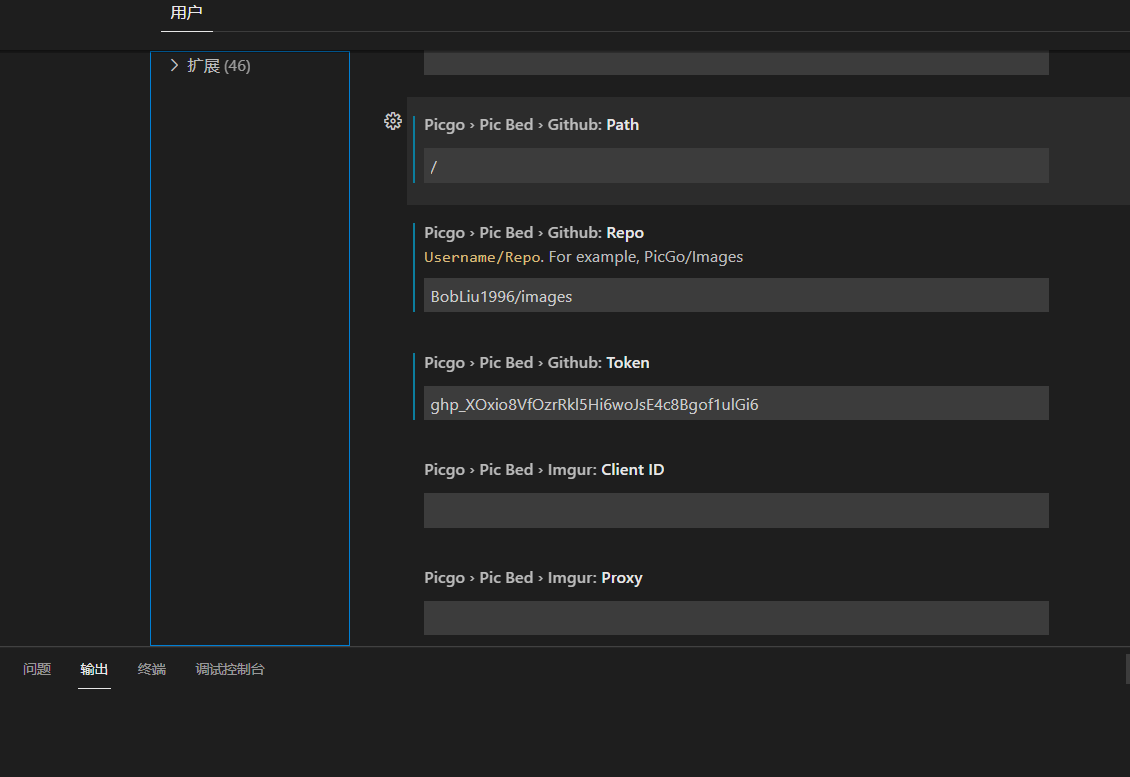 用户
扩展 (46)
Picgo › Pic Bed › Github: Path
/
Picgo › Pic Bed › Github: Repo
Username/Repo. For example, PicGo/Images
BobLiu1996/images
Picgo › Pic Bed › Github: Token
Picgo › Pic Bed › Imgur: Client ID
Picgo › Pic Bed › Imgur: Proxy
问题 输出 终端 调试控制台